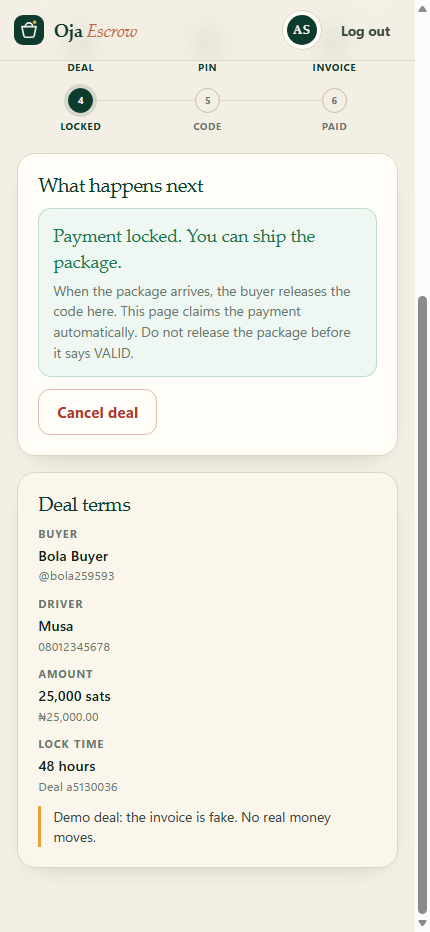 Oja Escrow
AS
Log out
DEAL
PIN
INVOICE
4
5
6
LOCKED
CODE
PAID
What happens next
Payment locked. You can ship the
package.
When the package arrives, the buyer releases the
code here. This page claims the payment
automatically. Do not release the package before
it says VALID.
Cancel deal
Deal terms
BUYER
Bola Buyer
@bola259593
DRIVER
Musa
08012345678
AMOUNT
25,000 sats
₦25,000.00
LOCK TIME
48 hours
Deal a5130036
Demo deal: the invoice is fake. No real money
moves.